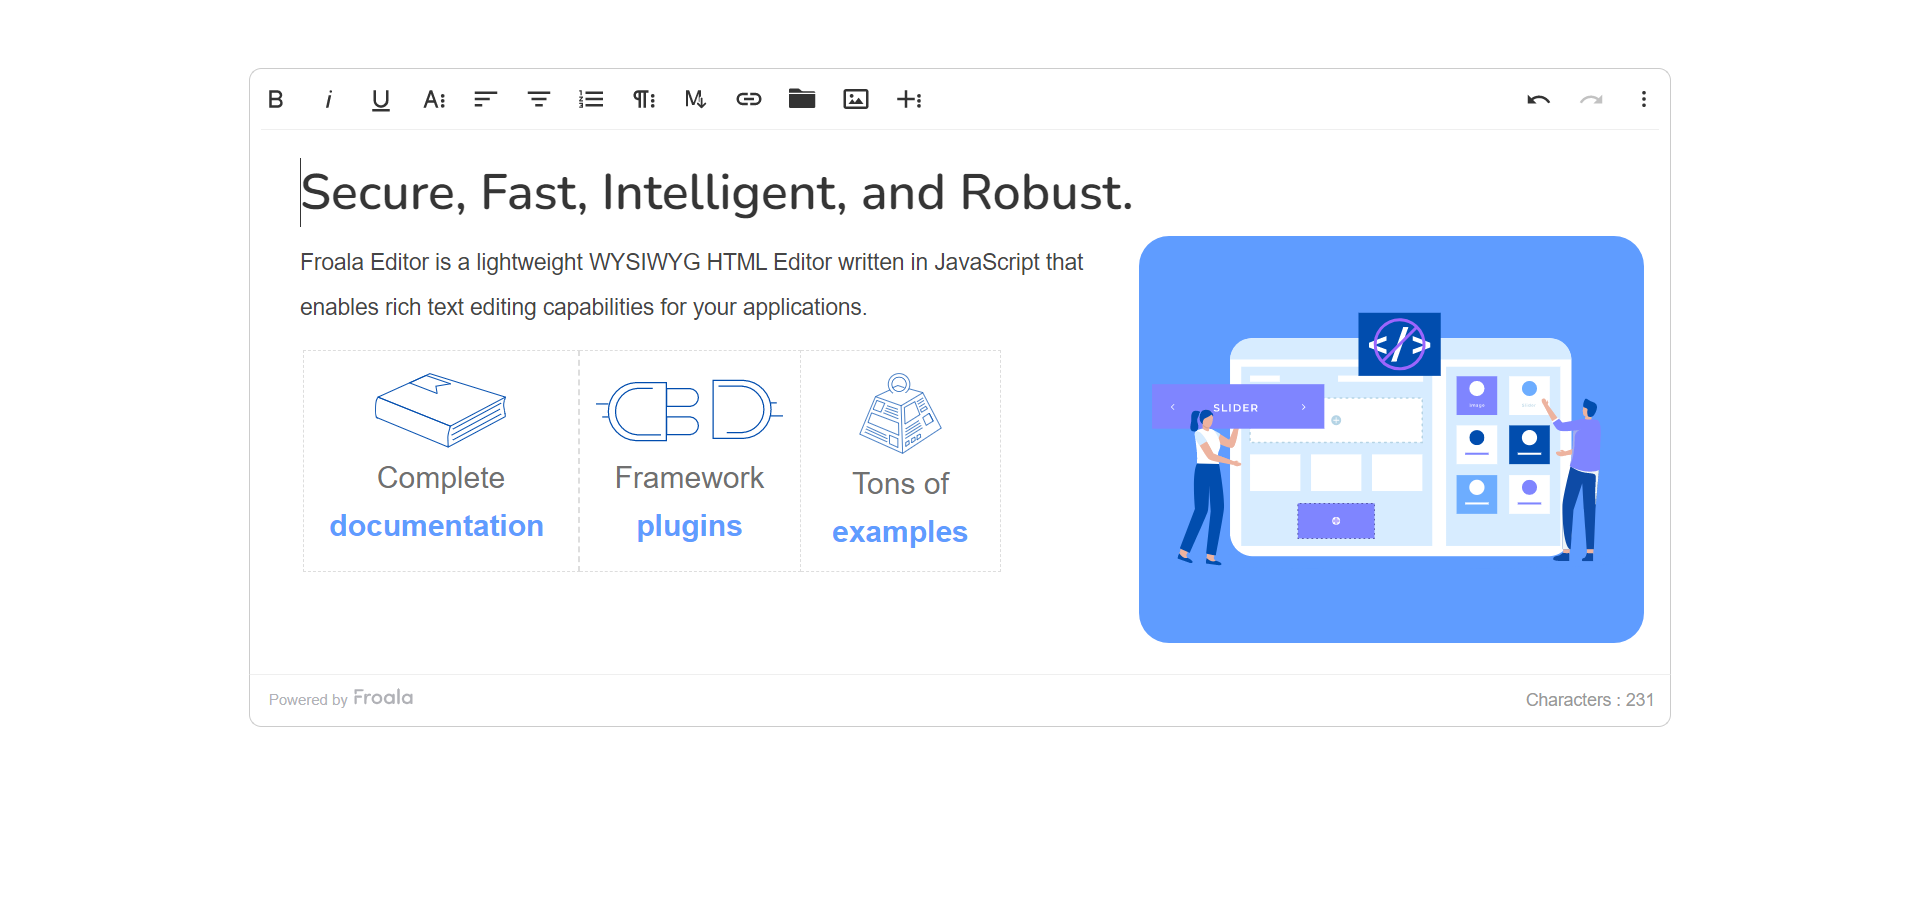 Secure, Fast, Intelligent, and Robust.
Froala Editor is a lightweight WYSIWYG HTML Editor written in JavaScript that
enables rich text editing capabilities for your applications.
SLIDER
Image
Complete
documentation
Framework
plugins
Tons of
examples
Powered by Froala
Characters : 231